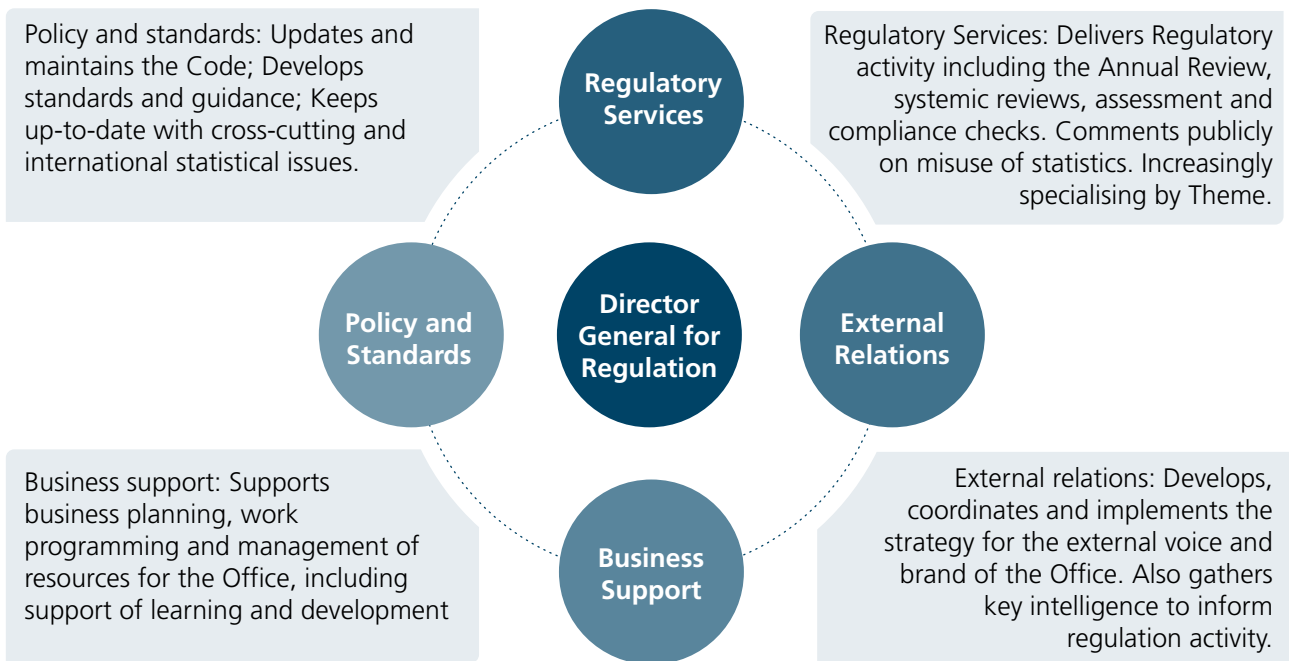 Policy and standards: Updates and
maintains the Code; Develops
standards and guidance; Keeps
up-to-date with cross-cutting and
international statistical issues.
Regulatory
Services
Regulatory Services: Delivers Regulatory
activity including the Annual Review,
systemic reviews, assessment and
compliance checks. Comments publicly
on misuse of statistics. Increasingly
specialising by Theme.
Policy and
Standards
Director
General for
Regulation
External
Relations
Business support: Supports
business planning, work
programming and management of
resources for the Office, including
support of learning and development
Business
Support
External relations: Develops,
coordinates and implements the
strategy for the external voice and
brand of the Office. Also gathers
key intelligence to inform
regulation activity.